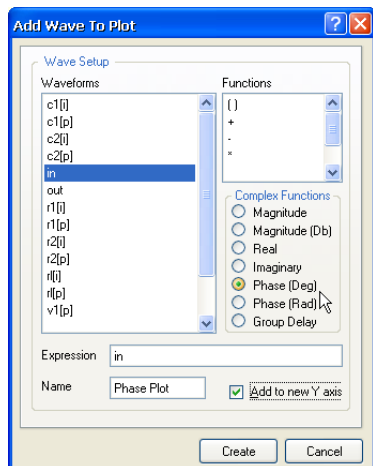 Add Wave To Plot
Wave Setup
Waveforms
c1[i]
c1[p]
c2[i]
c2[p]
in
out
r1[i]
r1[p]
r2[i]
r2[p]
rl[i]
rl[p]
v1[p]
Functions
( )
+
-
*
Complex Functions
Magnitude
Magnitude (Db)
Real
Imaginary
Phase (Deg)
Phase (Rad)
Group Delay
Expression in
Name Phase Plot
Add to new Y axis
Create Cancel